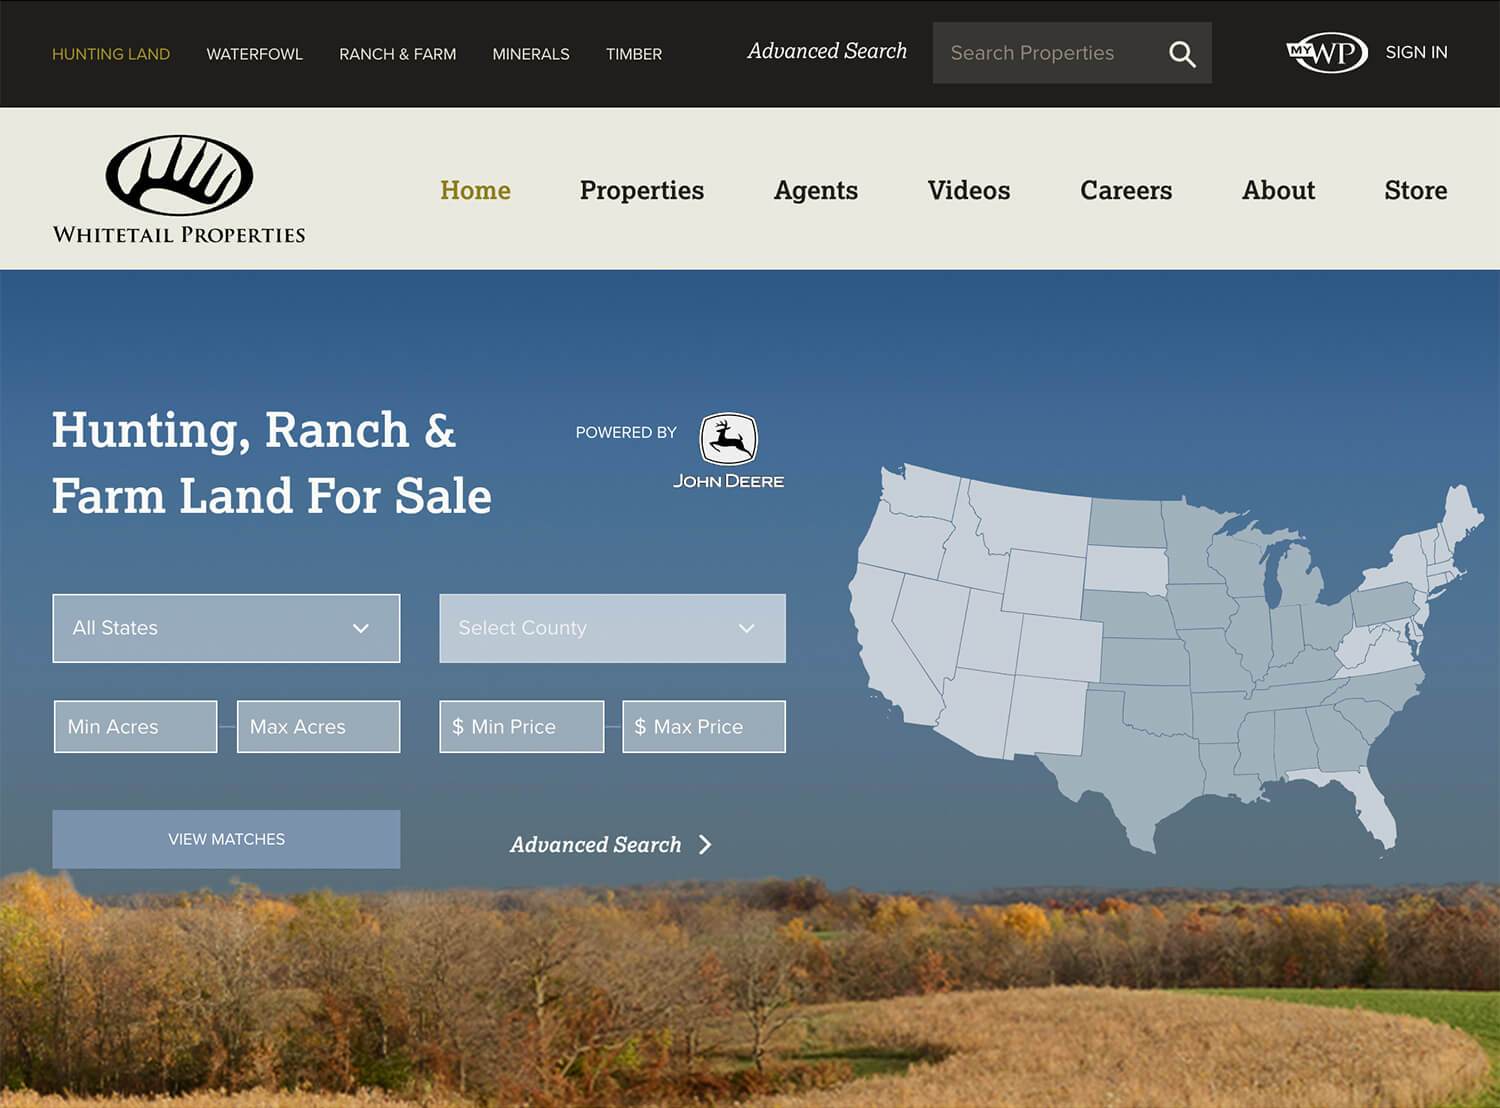 HUNTING LAND WATERFOWL RANCH & FARM MINERALS TIMBER Advanced Search Search Properties MY WP SIGN IN
WHITETAIL PROPERTIES
Home Properties Agents Videos Careers About Store
Hunting, Ranch &
Farm Land For Sale
POWERED BY
JOHN DEERE
All States Select County
Min Acres Max Acres $ Min Price $ Max Price
VIEW MATCHES Advanced Search